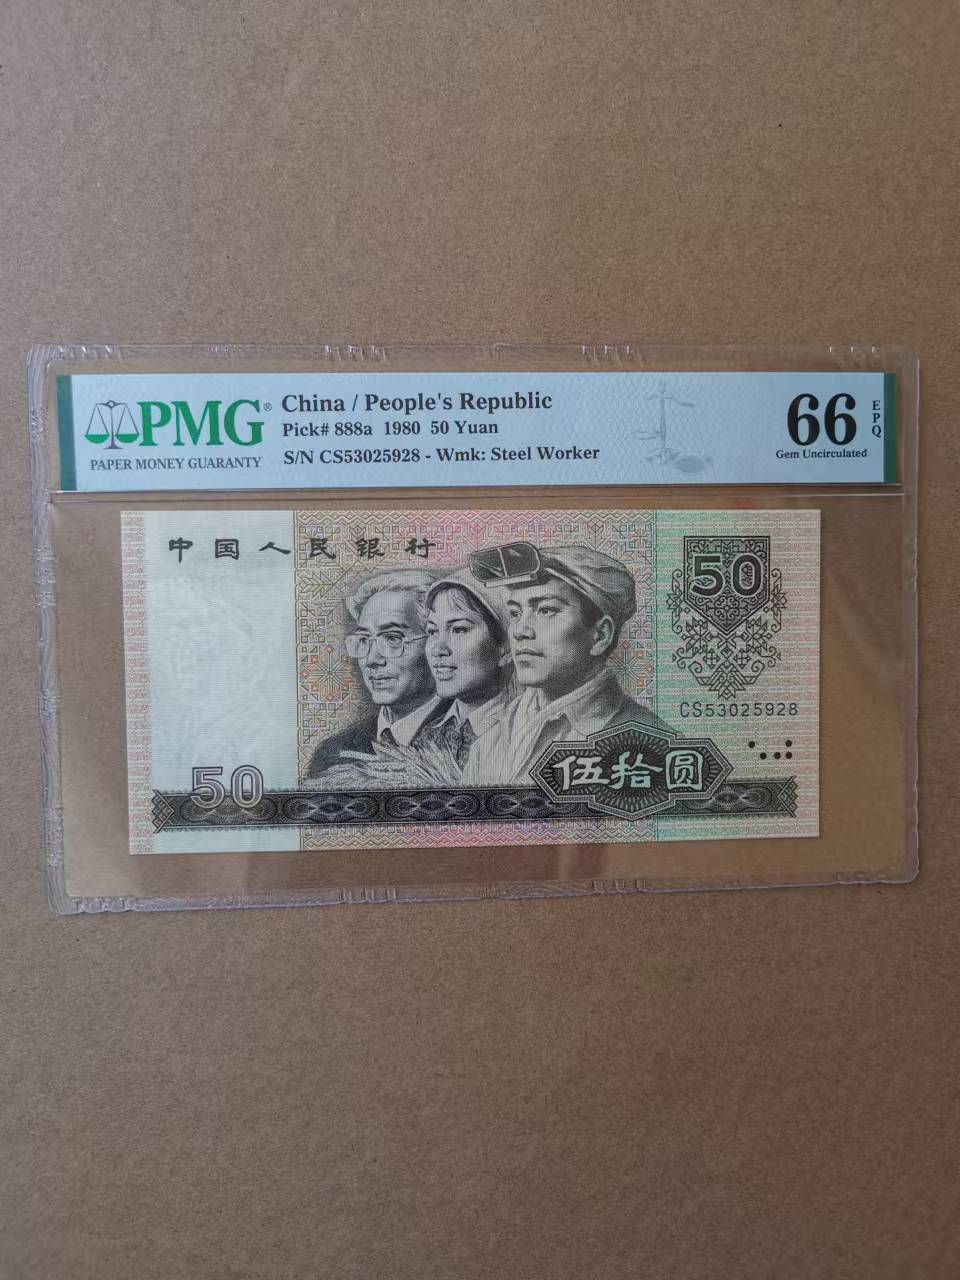 PMG®
PAPER MONEY GUARANTY
China / People's Republic
Pick# 888a 1980 50 Yuan
S/N CS53025928 - Wmk: Steel Worker
66 EPQ
Gem Uncirculated
中国人民银行
50
CS53025928
50
伍拾圆